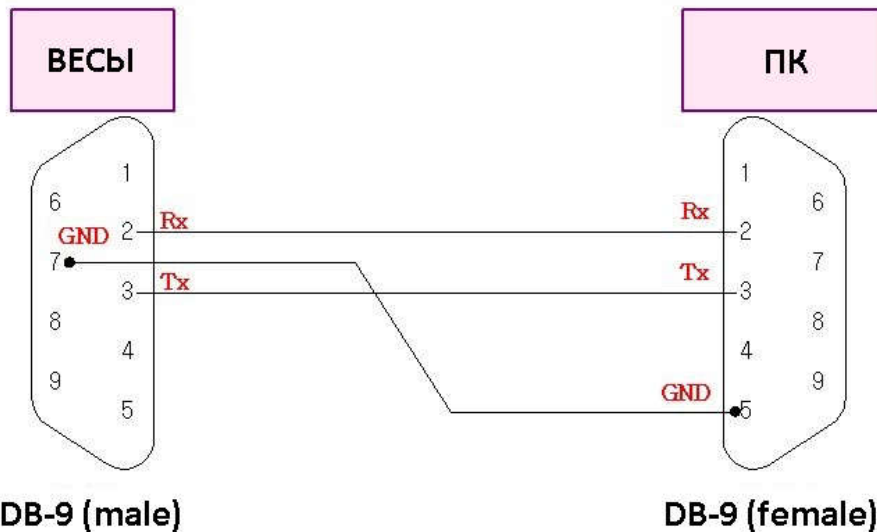 ВЕСЫ
ПК
1
6
2
Rx
GND
7
3
Tx
8
4
9
5
1
6
Rx
2
7
Tx
3
8
4
9
GND
5
DB-9 (male)
DB-9 (female)